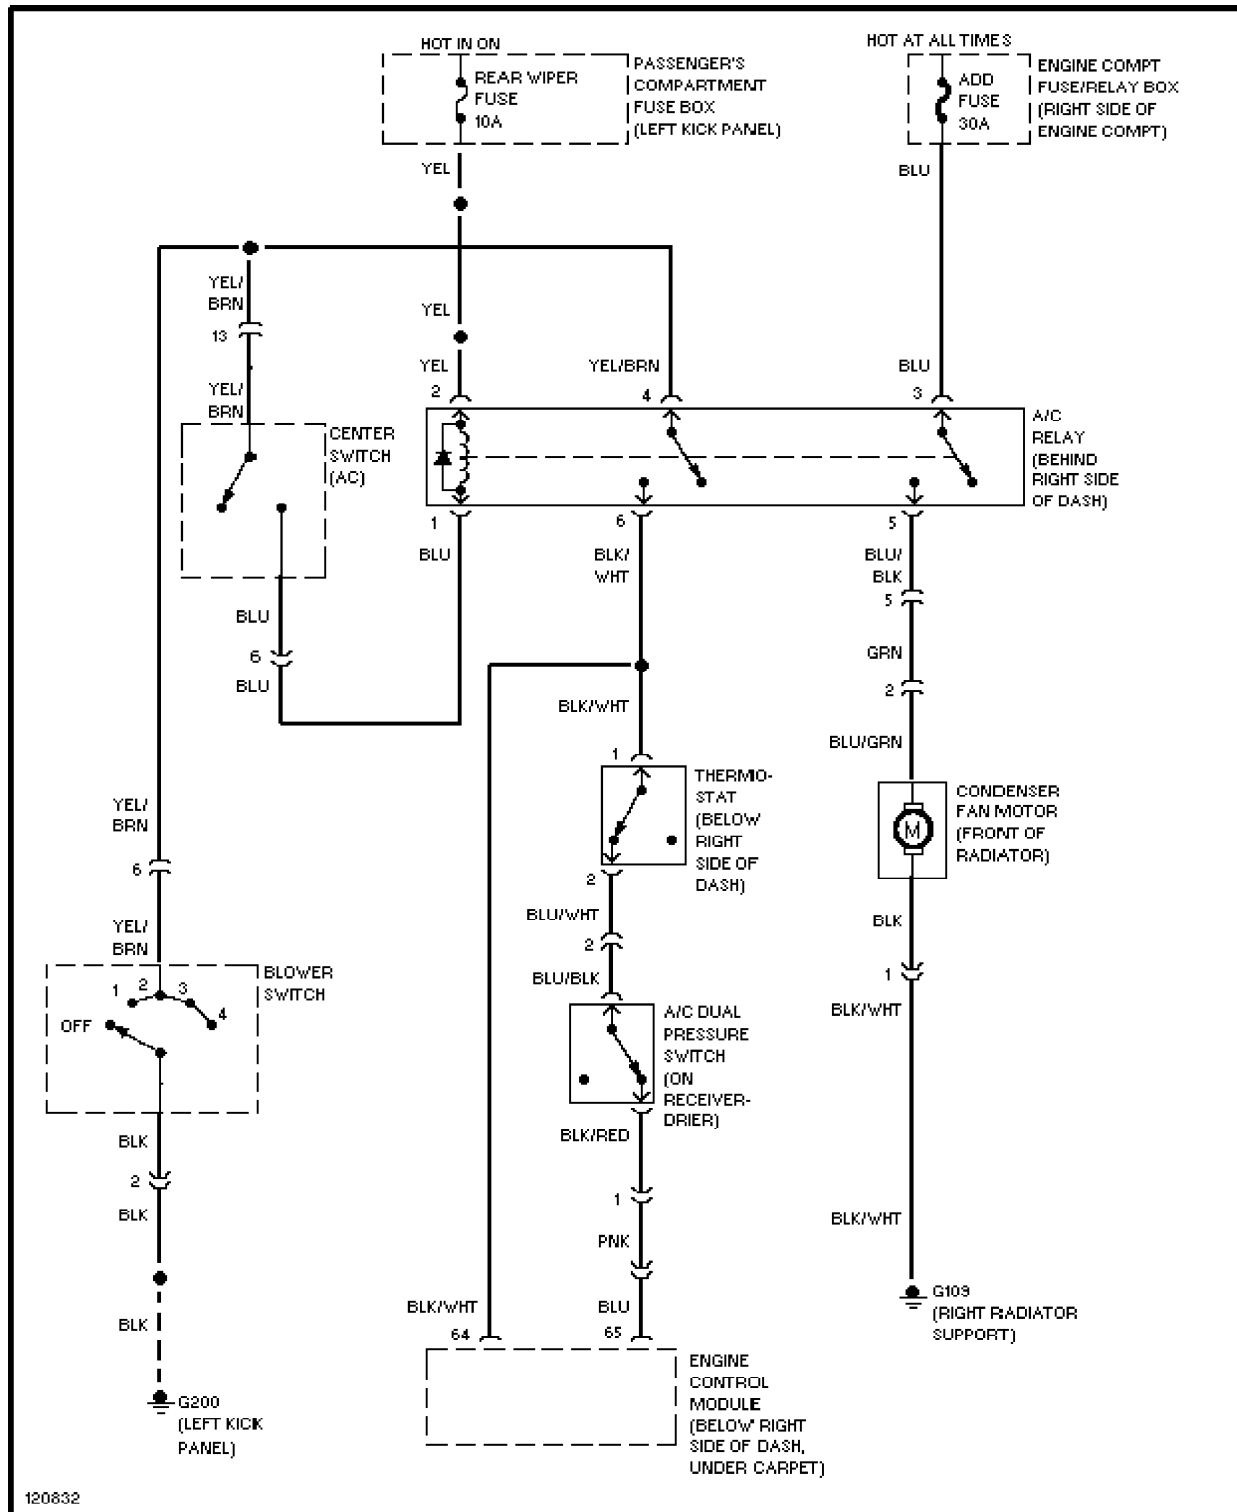 HOT IN ON
HOT AT ALL TIMES
REAR WIPER
FUSE
10A
PASSENGER'S
COMPARTMENT
FUSE BOX
(LEFT KICK PANEL)
ADD
FUSE
30A
ENGINE COMPT
FUSE/RELAY BOX
(RIGHT SIDE OF
ENGINE COMPT)
YEL
BLU
YEL/
BRN
13
YEL
YEL/
BRN
YEL
2
YEL/BRN
4
BLU
3
CENTER
SWITCH
(AC)
A/C
RELAY
(BEHIND
RIGHT SIDE
OF DASH)
1
BLU
6
BLK/
WHT
5
BLU/
BLK
5
BLU
6
BLU
GRN
2
BLK/WHT
BLU/GRN
1
THERMO-
STAT
(BELOW
RIGHT
SIDE OF
DASH)
2
CONDENSER
FAN MOTOR
(FRONT OF
RADIATOR)
M
YEL/
BRN
6
YEL/
BRN
BLU/WHT
2
BLU/BLK
BLK
1
BLK/WHT
BLOWER
SWITCH
OFF
1
2
3
4
A/C DUAL
PRESSURE
SWITCH
(ON
RECEIVER-
DRIER)
BLK
2
BLK
BLK/RED
1
PNK
BLK/WHT
BLK
BLK/WHT
64
BLU
65
G109
(RIGHT RADIATOR
SUPPORT)
G200
(LEFT KICK
PANEL)
ENGINE
CONTROL
MODULE
(BELOW RIGHT
SIDE OF DASH,
UNDER CARPET)
120832